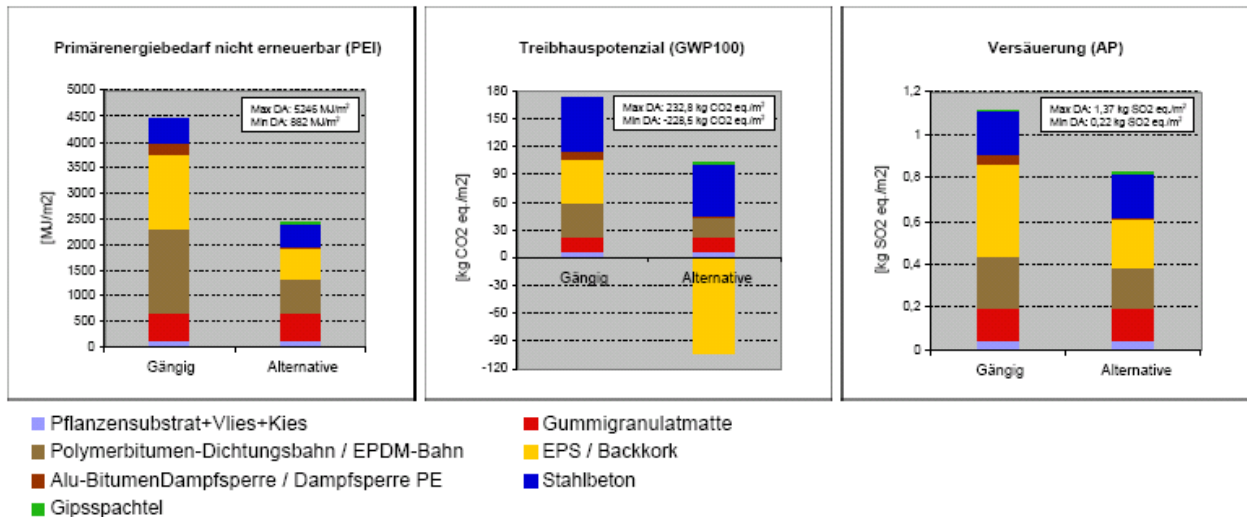 Primärenergiebedarf nicht erneuerbar (PEI)
Max DA: 5245 MJ/m²
Min DA: 882 MJ/m²
[MJ/m2]
5000
4500
4000
3500
3000
2500
2000
1500
1000
500
0
Gängig
Alternative
Treibhauspotenzial (GWP100)
Max DA: 232,8 kg CO2 eq./m²
Min DA: -228,5 kg CO2 eq./m²
[kg CO2 eq./m2]
180
150
120
90
60
30
0
-30
-60
-90
-120
Gängig
Alternative
Versäuerung (AP)
Max DA: 1,37 kg SO2 eq./m²
Min DA: 0,22 kg SO2 eq./m²
[kg SO2 eq./m2]
1,2
1
0,8
0,6
0,4
0,2
0
Gängig
Alternative
Pflanzensubstrat+Vlies+Kies
Gummigranulatmatte
Polymerbitumen-Dichtungsbahn / EPDM-Bahn
EPS / Backkork
Alu-BitumenDampfsperre / Dampfsperre PE
Stahlbeton
Gipsspachtel